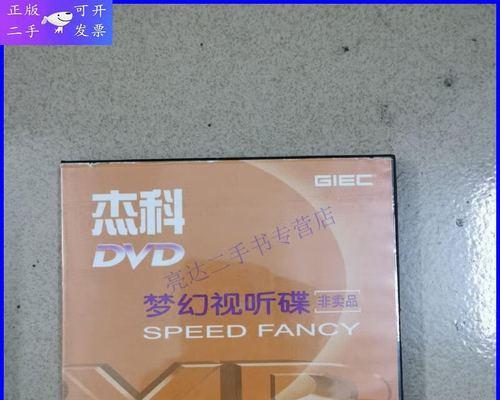 正版 可开
二手 发票
GIEC
杰科
DVD
亮达二手书专营店
梦幻视听碟 非卖品
SPEED FANCY